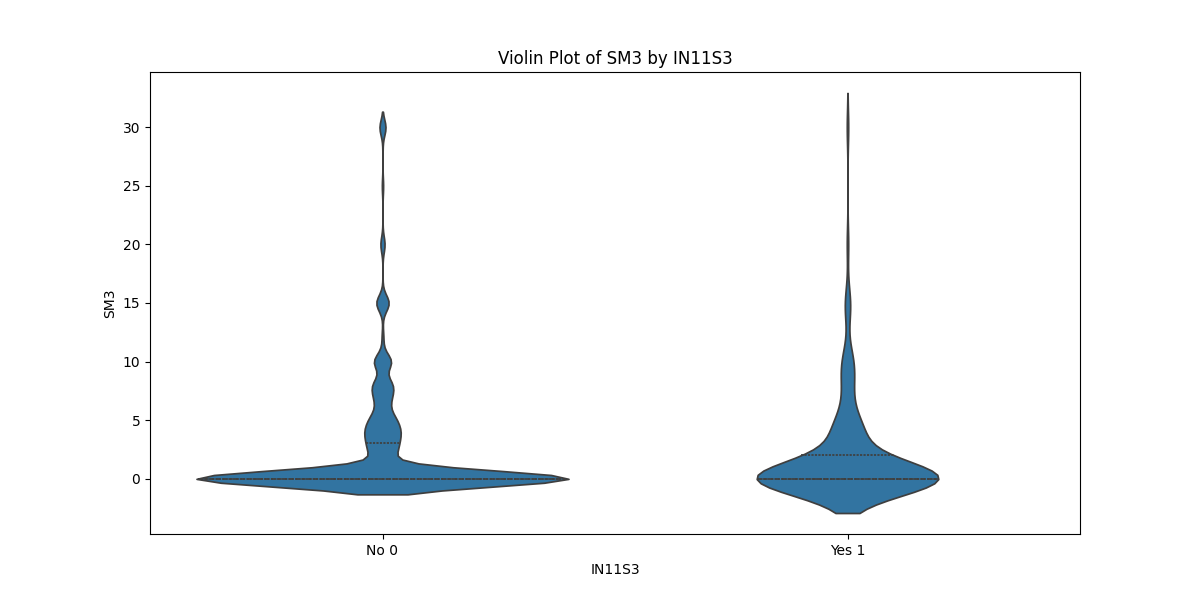 Violin Plot of SM3 by IN11S3
30
25
20
15
10
5
0
SM3
No 0
Yes 1
IN11S3